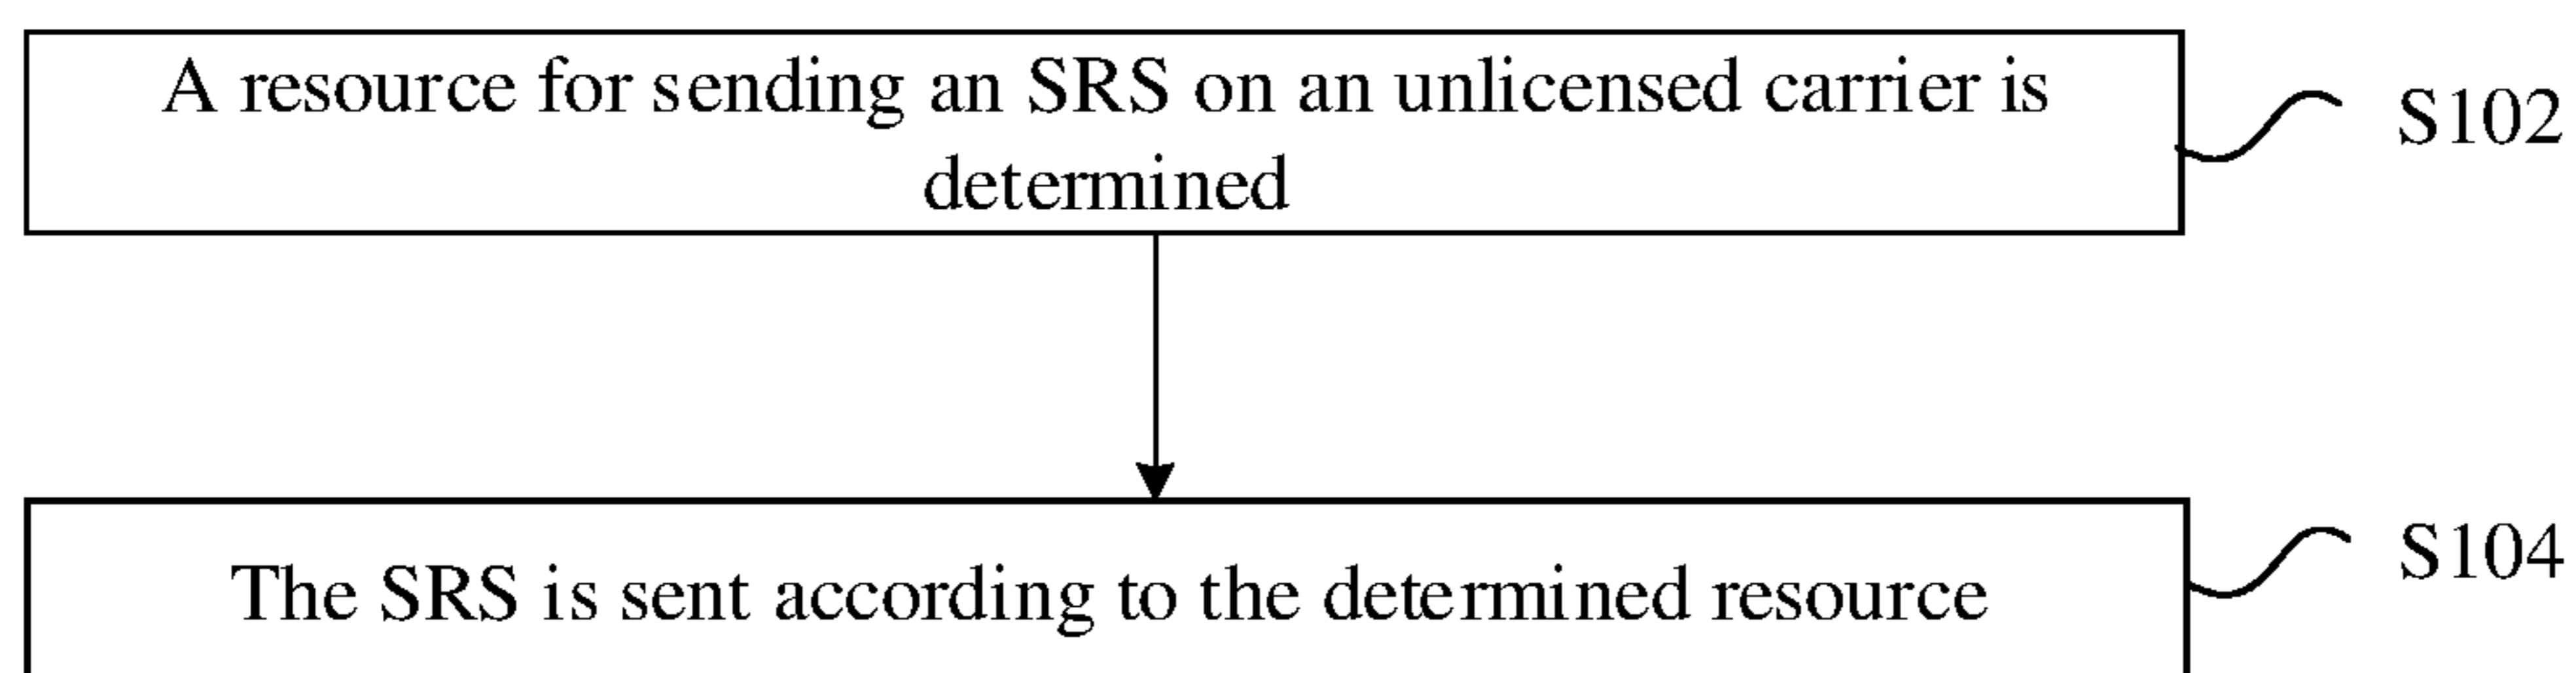 A resource for sending an SRS on an unlicensed carrier is
determined
S102
The SRS is sent according to the determined resource
S104